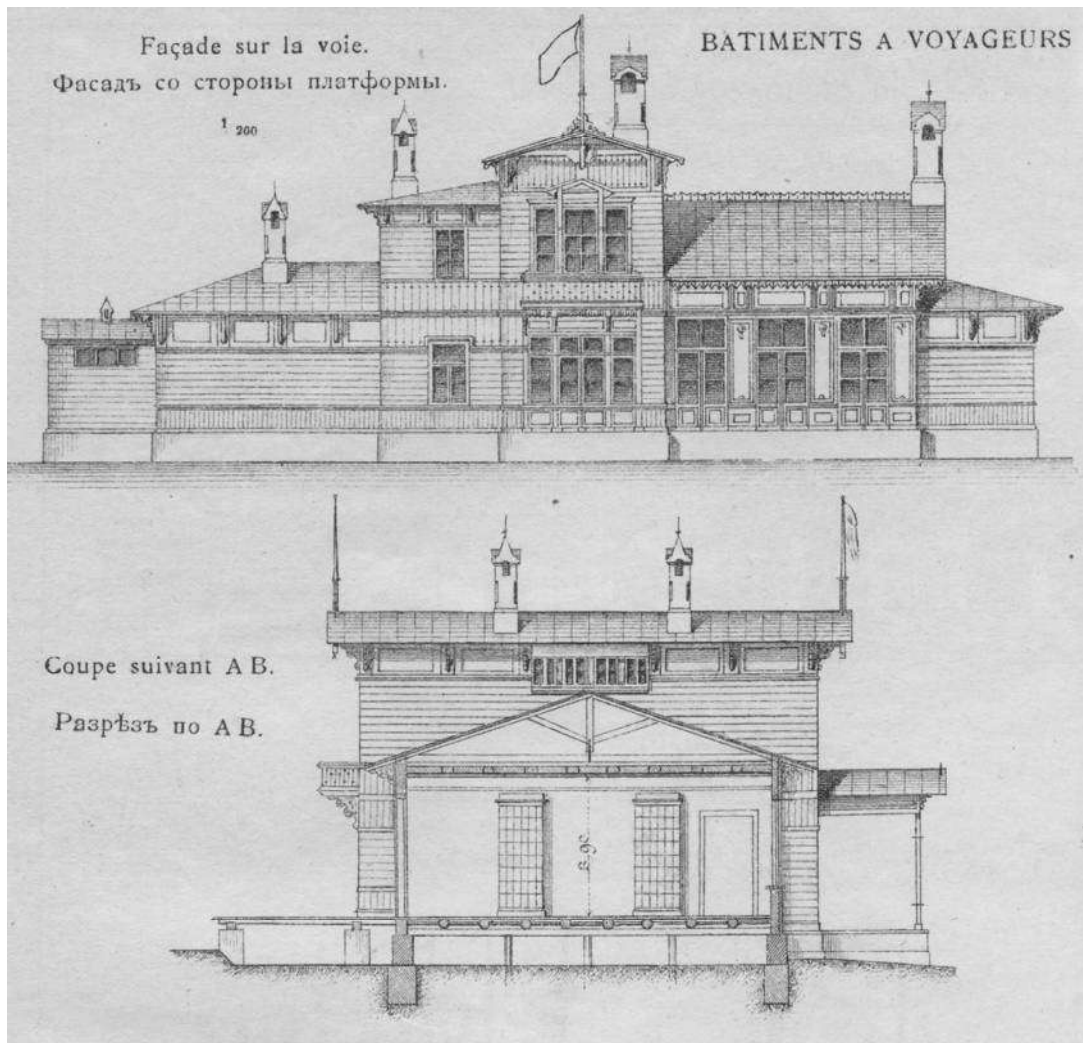 Façade sur la voie.
Фасадъ со стороны платформы.
1/200
BATIMENTS A VOYAGEURS
Coupe suivant A B.
Разрѣзъ по А В.